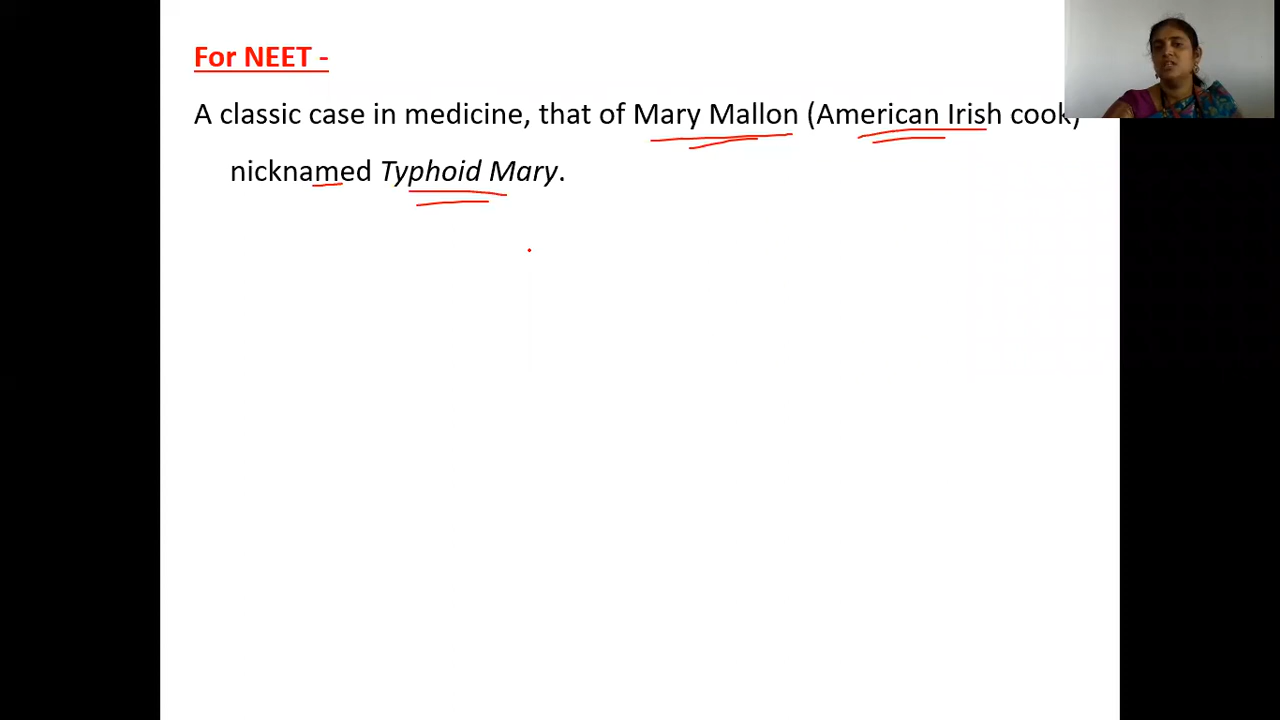 For NEET -
A classic case in medicine, that of Mary Mallon (American Irish cook)
nicknamed Typhoid Mary.